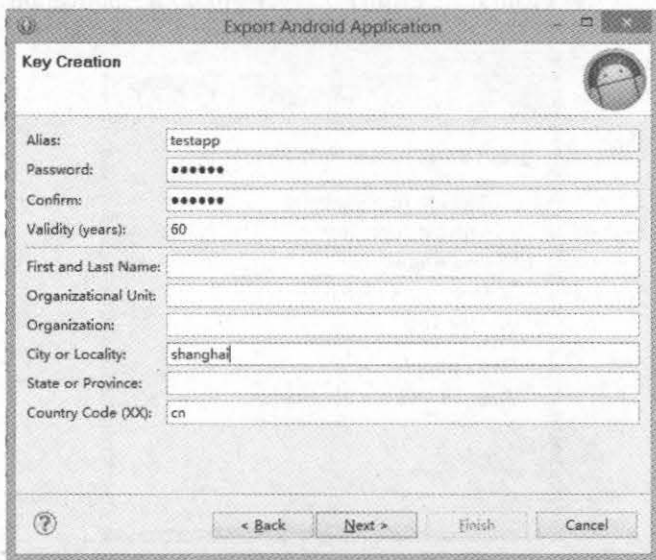 Export Android Application
Key Creation
Alias: testapp
Password: ●●●●●●
Confirm: ●●●●●●
Validity (years): 60
First and Last Name:
Organizational Unit:
Organization:
City or Locality: shanghai
State or Province:
Country Code (XX): cn
?
< Back Next > Finish Cancel